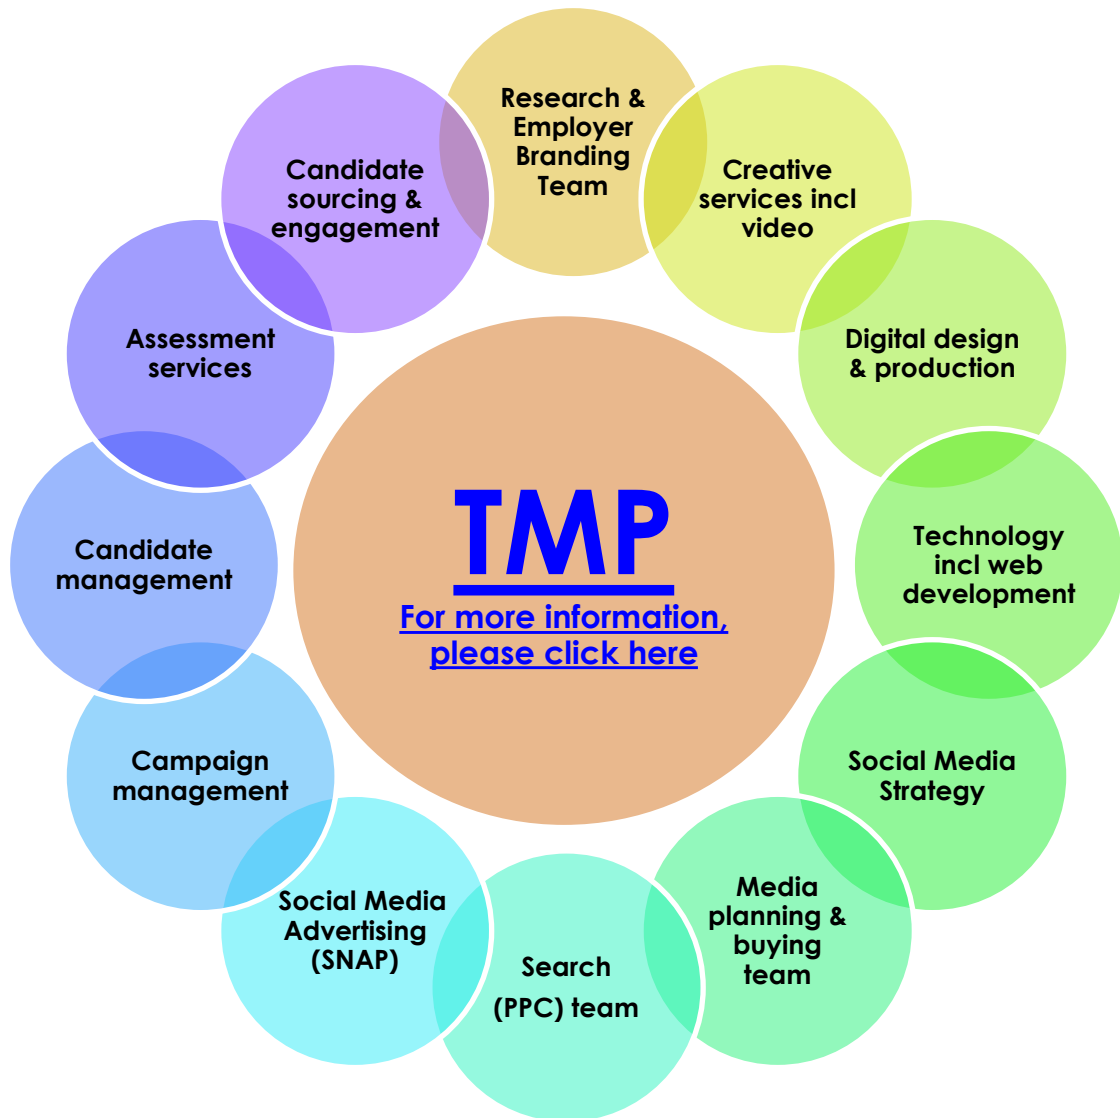 Research &
Employer
Branding
Team
Creative
services incl
video
Digital design
& production
Technology
incl web
development
Social Media
Strategy
Media
planning &
buying
team
Search
(PPC) team
Social Media
Advertising
(SNAP)
Campaign
management
Candidate
management
Assessment
services
Candidate
sourcing &
engagement
TMP
For more information,
please click here